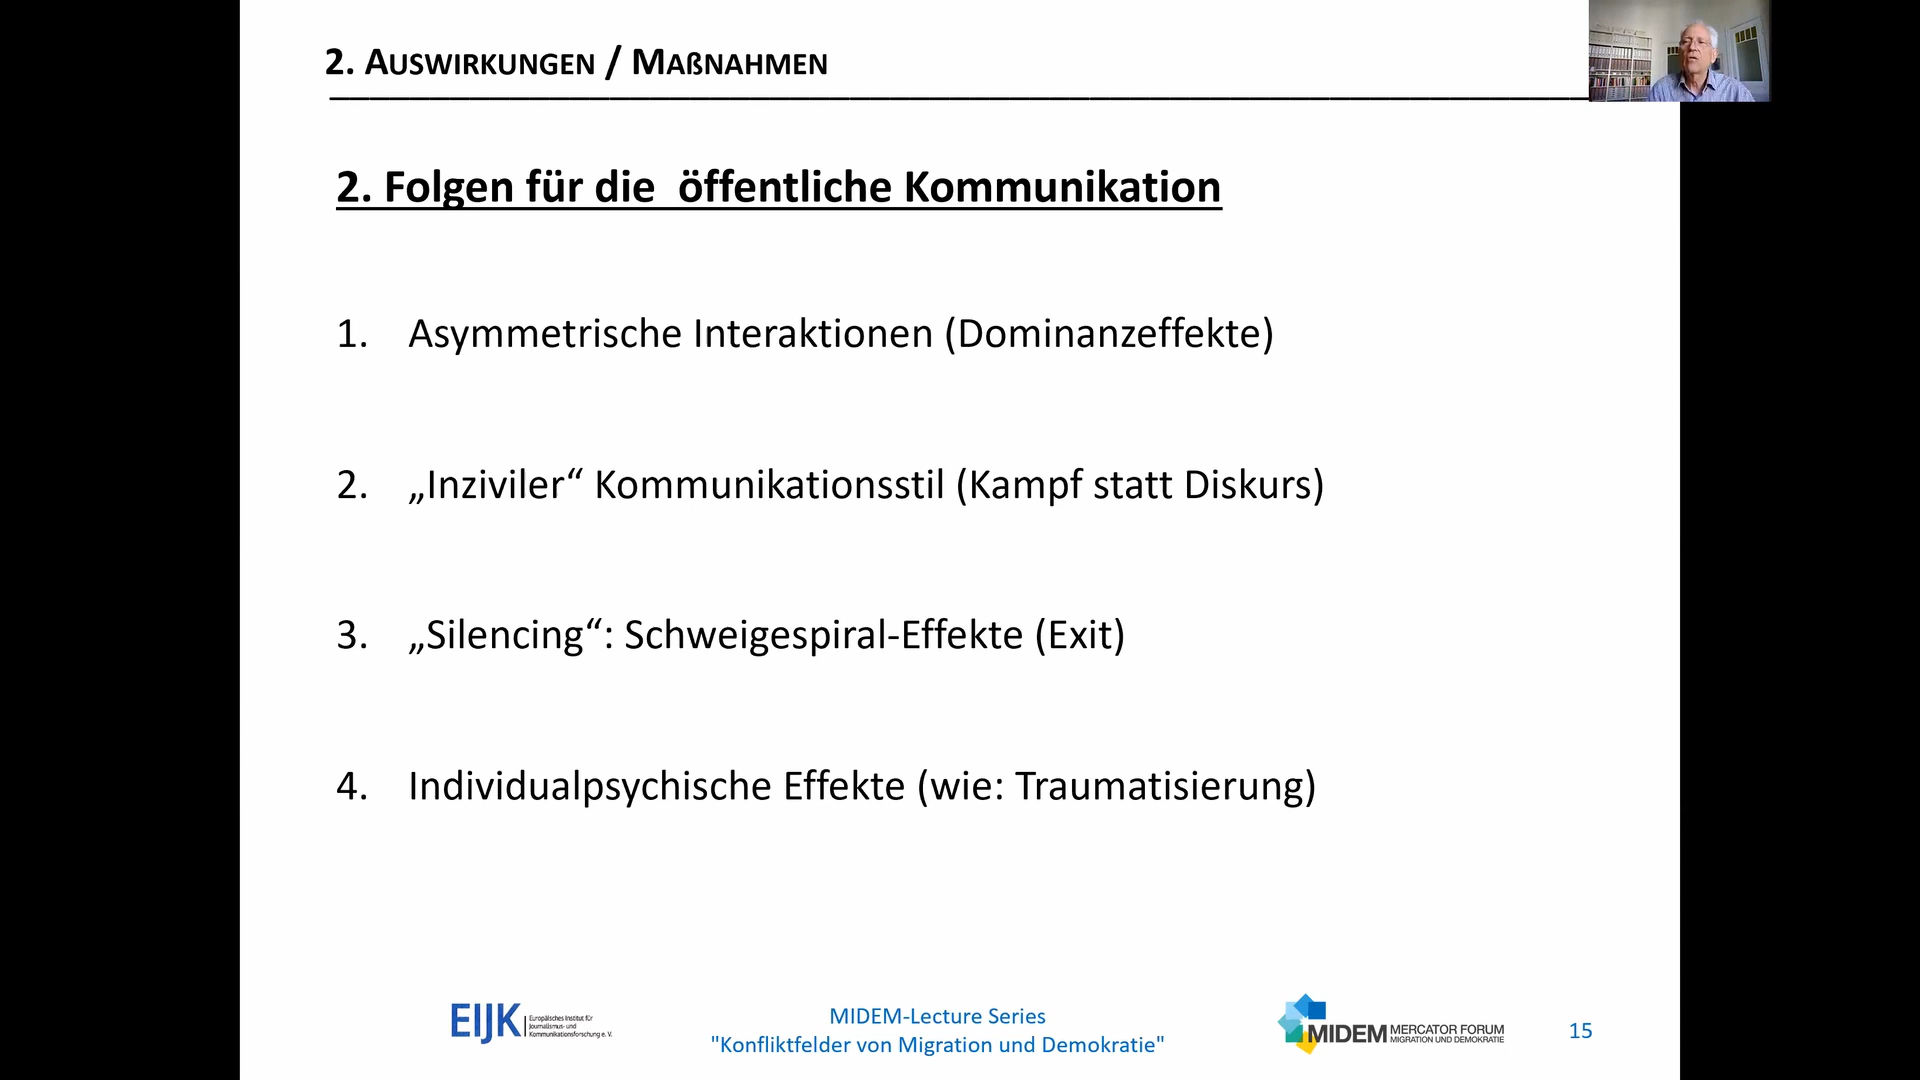 2. AUSWIRKUNGEN / MAßNAHMEN
2. Folgen für die öffentliche Kommunikation
1. Asymmetrische Interaktionen (Dominanzeffekte)
2. „Inziviler“ Kommunikationsstil (Kampf statt Diskurs)
3. „Silencing“: Schweigespiral-Effekte (Exit)
4. Individualpsychische Effekte (wie: Traumatisierung)
EIJK
Europäisches Institut für
Journalismus- und
Kommunikationsforschung e. V.
MIDEM-Lecture Series
"Konfliktfelder von Migration und Demokratie"
MIDEM
MERCATOR FORUM
MIGRATION UND DEMOKRATIE
15